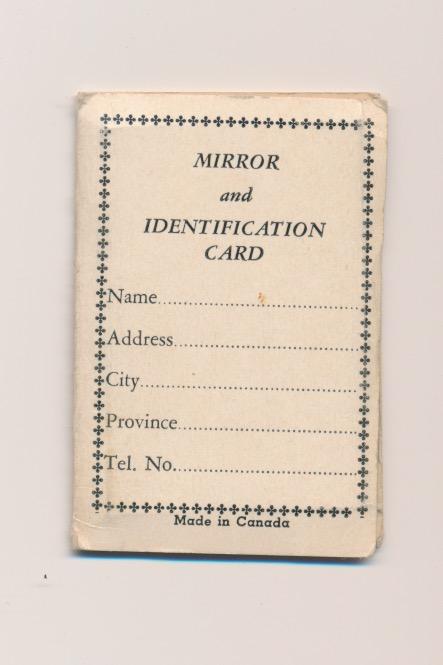 MIRROR
and
IDENTIFICATION
CARD
Name
Address
City
Province
Tel. No.
Made in Canada